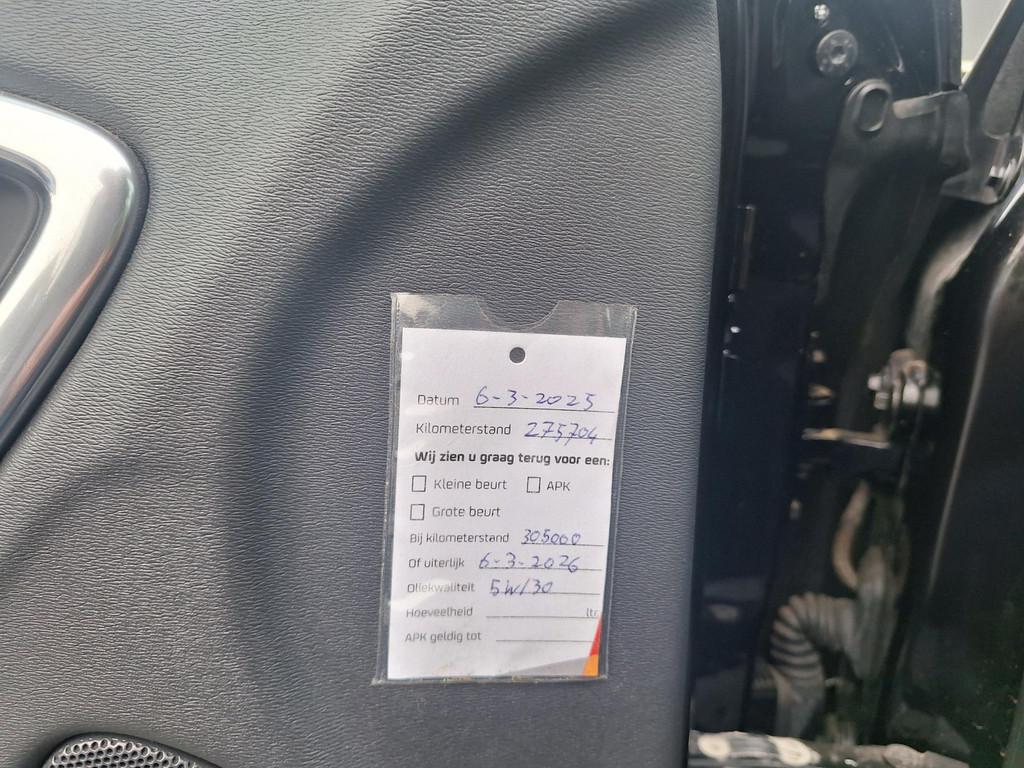 Datum 6-3-2025
Kilometerstand 275704
Wij zien u graag terug voor een:
Kleine beurt APK
Grote beurt
Bij kilometerstand 305000
Of uiterlijk 6-3-2026
Oliekwaliteit 5W/30
Hoeveelheid ltr
APK geldig tot